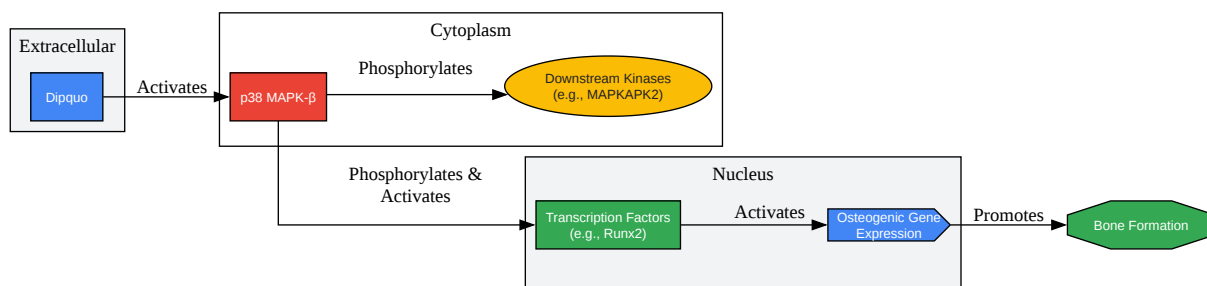 Extracellular
Dipquo
Activates
Cytoplasm
p38 MAPK-β
Phosphorylates
Downstream Kinases
(e.g., MAPKAPK2)
Phosphorylates &
Activates
Nucleus
Transcription Factors
(e.g., Runx2)
Activates
Osteogenic Gene
Expression
Promotes
Bone Formation